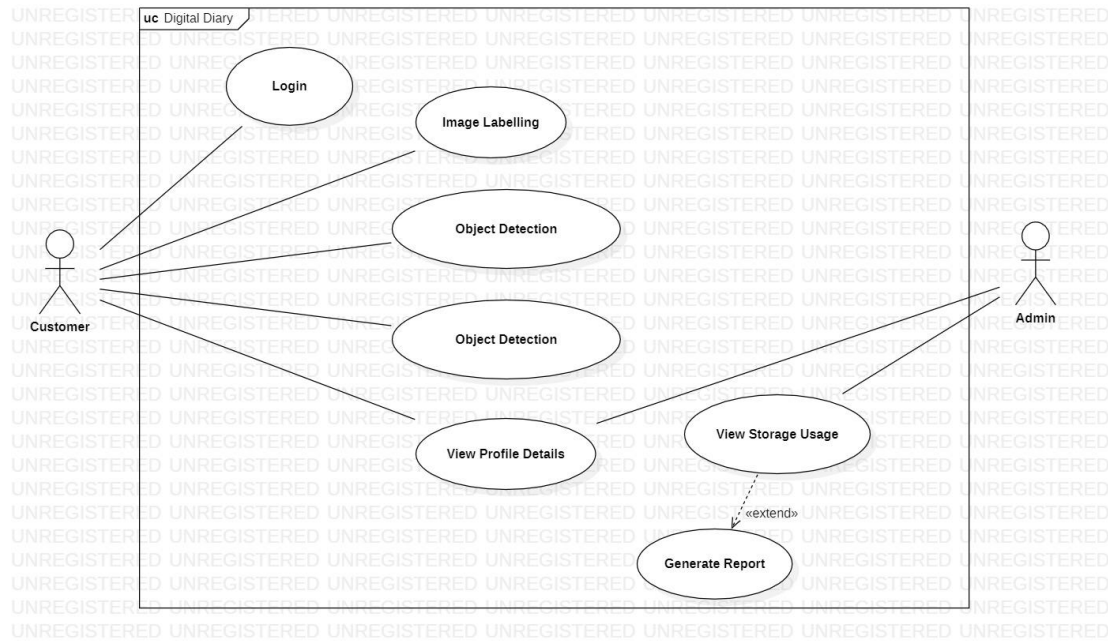 uc Digital Diary
Login
Image Labelling
Object Detection
Customer
Admin
Object Detection
View Storage Usage
View Profile Details
«extend»
Generate Report
UNREGISTERED